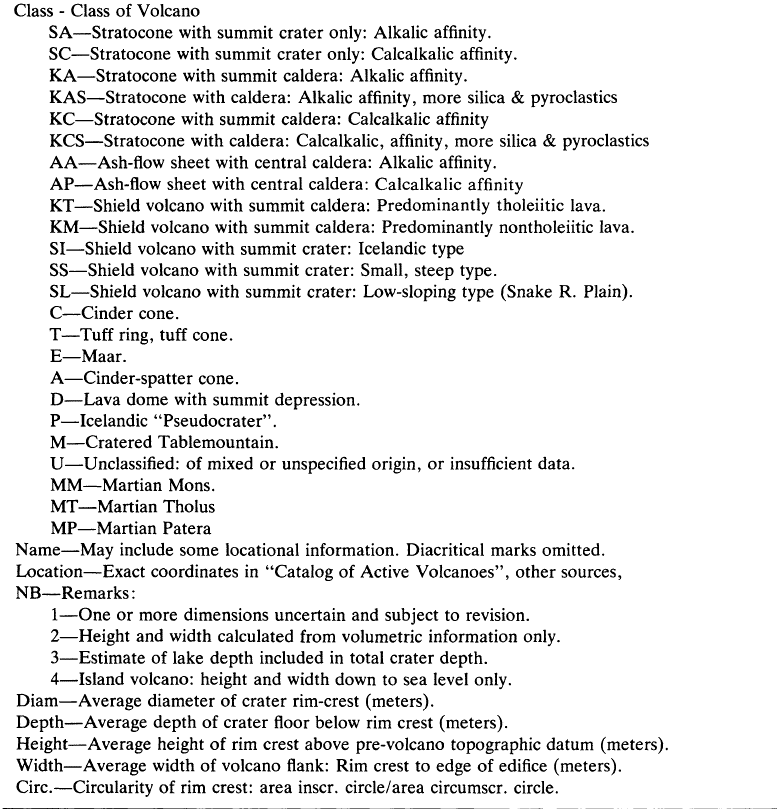 Class - Class of Volcano
SA—Stratocone with summit crater only: Alkalic affinity.
SC—Stratocone with summit crater only: Calcalkalic affinity.
KA—Stratocone with summit caldera: Alkalic affinity.
KAS—Stratocone with caldera: Alkalic affinity, more silica & pyroclastics
KC—Stratocone with summit caldera: Calcalkalic affinity
KCS—Stratocone with caldera: Calcalkalic, affinity, more silica & pyroclastics
AA—Ash-flow sheet with central caldera: Alkalic affinity.
AP—Ash-flow sheet with central caldera: Calcalkalic affinity
KT—Shield volcano with summit caldera: Predominantly tholeiitic lava.
KM—Shield volcano with summit caldera: Predominantly nontholeiitic lava.
SI—Shield volcano with summit crater: Icelandic type
SS—Shield volcano with summit crater: Small, steep type.
SL—Shield volcano with summit crater: Low-sloping type (Snake R. Plain).
C—Cinder cone.
T—Tuff ring, tuff cone.
E—Maar.
A—Cinder-spatter cone.
D—Lava dome with summit depression.
P—Icelandic “Pseudocrater”.
M—Cratered Tablemountain.
U—Unclassified: of mixed or unspecified origin, or insufficient data.
MM—Martian Mons.
MT—Martian Tholus
MP—Martian Patera
Name—May include some locational information. Diacritical marks omitted.
Location—Exact coordinates in “Catalog of Active Volcanoes”, other sources,
NB—Remarks:
1—One or more dimensions uncertain and subject to revision.
2—Height and width calculated from volumetric information only.
3—Estimate of lake depth included in total crater depth.
4—Island volcano: height and width down to sea level only.
Diam—Average diameter of crater rim-crest (meters).
Depth—Average depth of crater floor below rim crest (meters).
Height—Average height of rim crest above pre-volcano topographic datum (meters).
Width—Average width of volcano flank: Rim crest to edge of edifice (meters).
Circ.—Circularity of rim crest: area inscr. circle/area circumscr. circle.